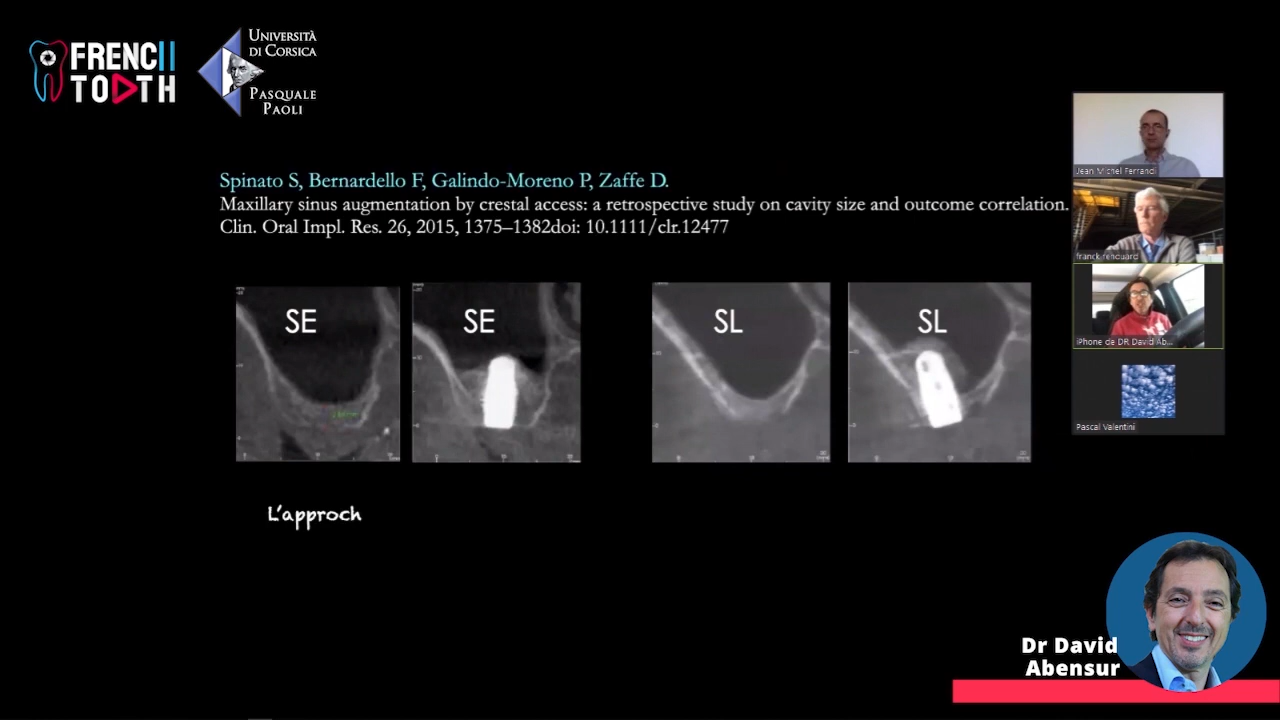 FRENCH
TOOTH
UNIVERSITÀ
DI CORSICA
PASQUALE
PAOLI
Spinato S, Bernardello F, Galindo-Moreno P, Zaffe D.
Maxillary sinus augmentation by crestal access: a retrospective study on cavity size and outcome correlation.
Clin. Oral Impl. Res. 26, 2015, 1375–1382doi: 10.1111/clr.12477
SE
SE
SL
SL
L'approch
Jean Michel Ferrandi
franck renouard
iPhone de DR David Ab...
Pascal Valentini
Dr David
Abensur